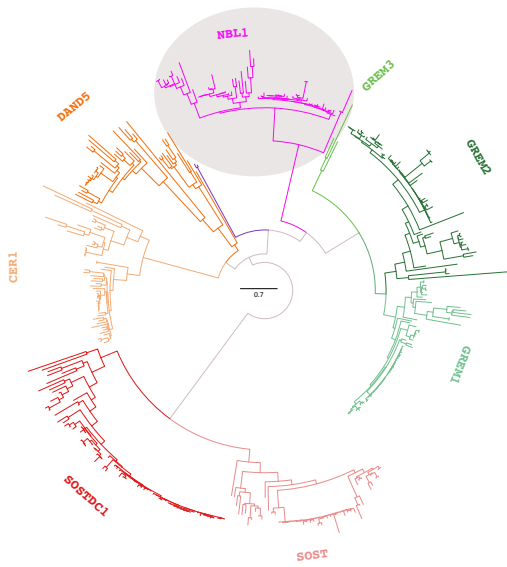 NBL1
GREM3
DAND5
GREM2
CER1
0.7
GREM1
SOSTDC1
SOST